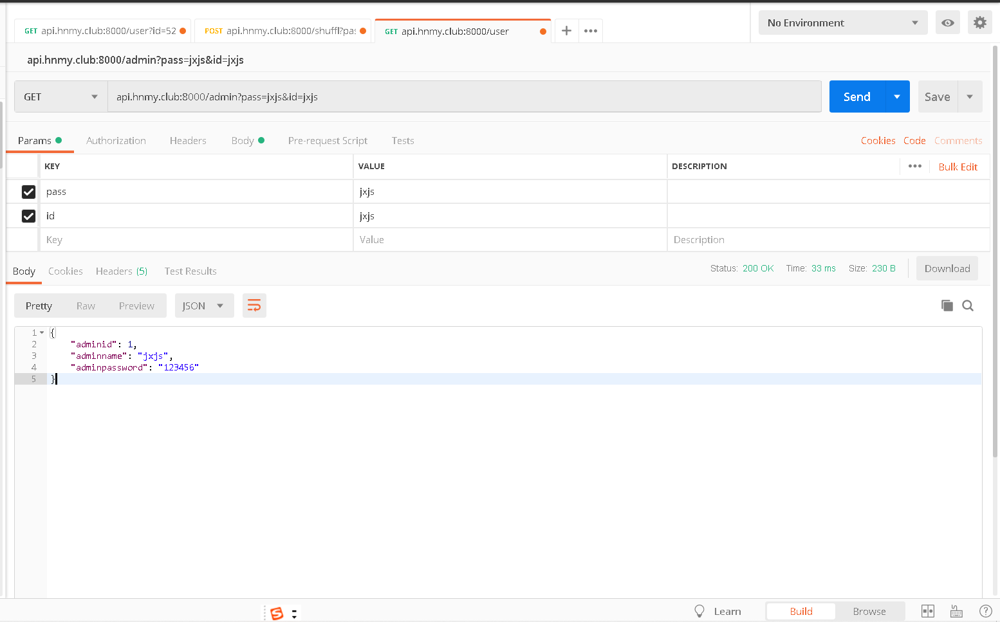 GET api.hnmy.club:8000/user?id=52 POST api.hnmy.club:8000/shuffl?pas GET api.hnmy.club:8000/user + ••• No Environment
api.hnmy.club:8000/admin?pass=jxjs&id=jxjs
GET api.hnmy.club:8000/admin?pass=jxjs&id=jxjs Send Save
Params Authorization Headers Body Pre-request Script Tests Cookies Code Comments
KEY VALUE DESCRIPTION ••• Bulk Edit
pass jxjs
id jxjs
Key Value Description
Body Cookies Headers (5) Test Results Status: 200 OK Time: 33 ms Size: 230 B Download
Pretty Raw Preview JSON
1 {
2 "adminid": 1,
3 "adminname": "jxjs",
4 "adminpassword": "123456"
5 }
Learn Build Browse